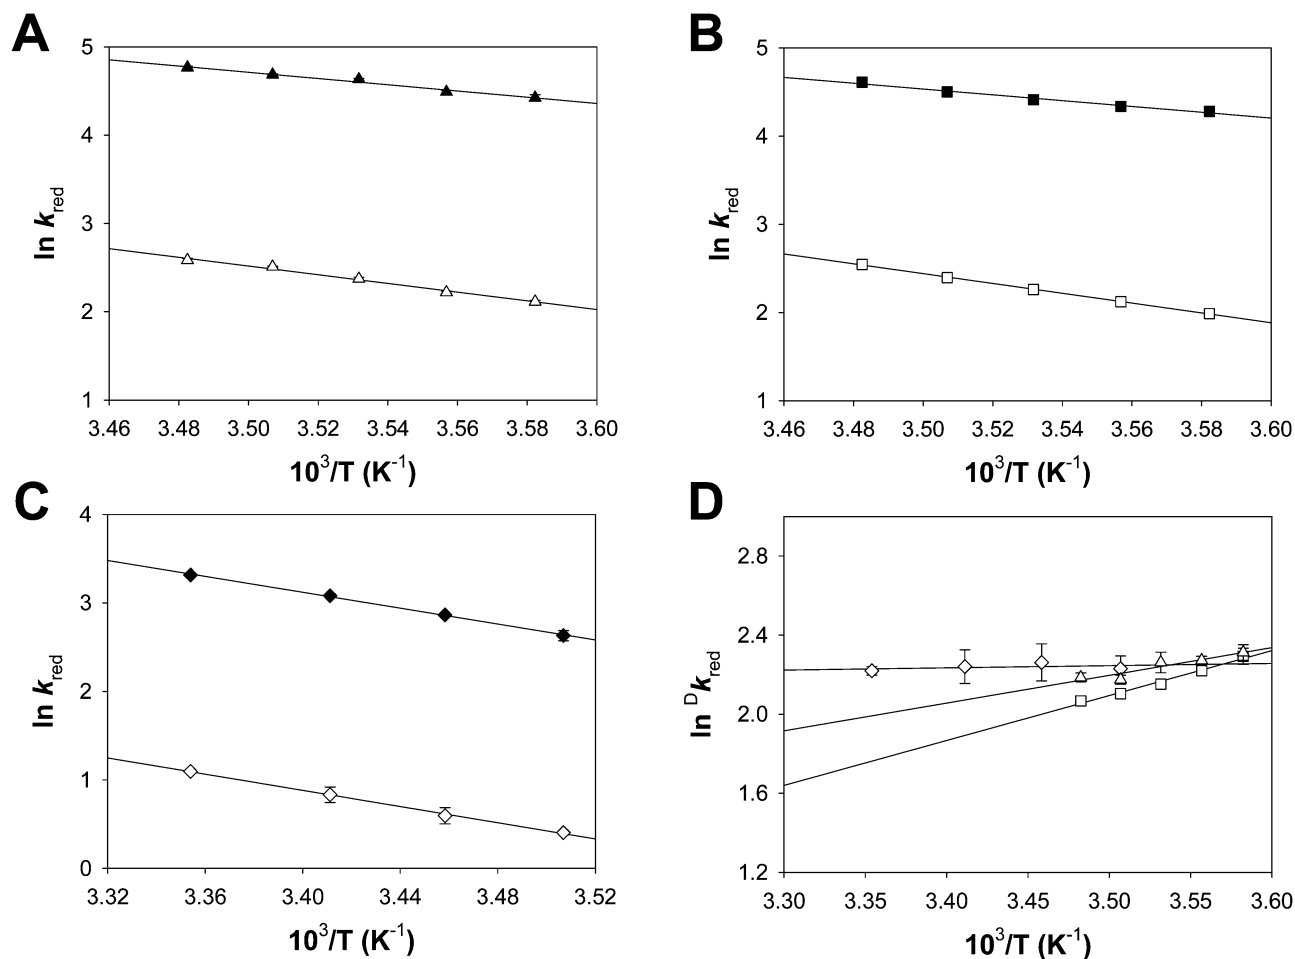 A
5
4
3
2
1
ln k_red
3.46 3.48 3.50 3.52 3.54 3.56 3.58 3.60
10³/T (K⁻¹)
B
5
4
3
2
1
ln k_red
3.46 3.48 3.50 3.52 3.54 3.56 3.58 3.60
10³/T (K⁻¹)
C
4
3
2
1
0
ln k_red
3.32 3.36 3.40 3.44 3.48 3.52
10³/T (K⁻¹)
D
2.8
2.4
2.0
1.6
1.2
ln ᴰk_red
3.30 3.35 3.40 3.45 3.50 3.55 3.60
10³/T (K⁻¹)